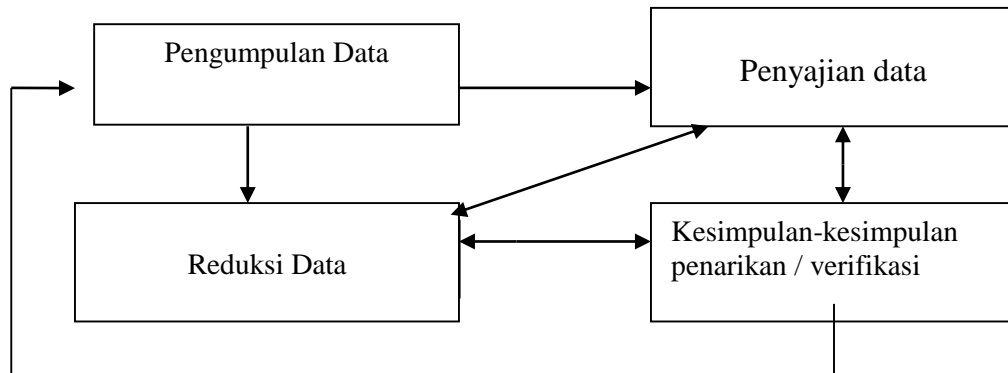 Pengumpulan Data
Penyajian data
Reduksi Data
Kesimpulan-kesimpulan
penarikan / verifikasi